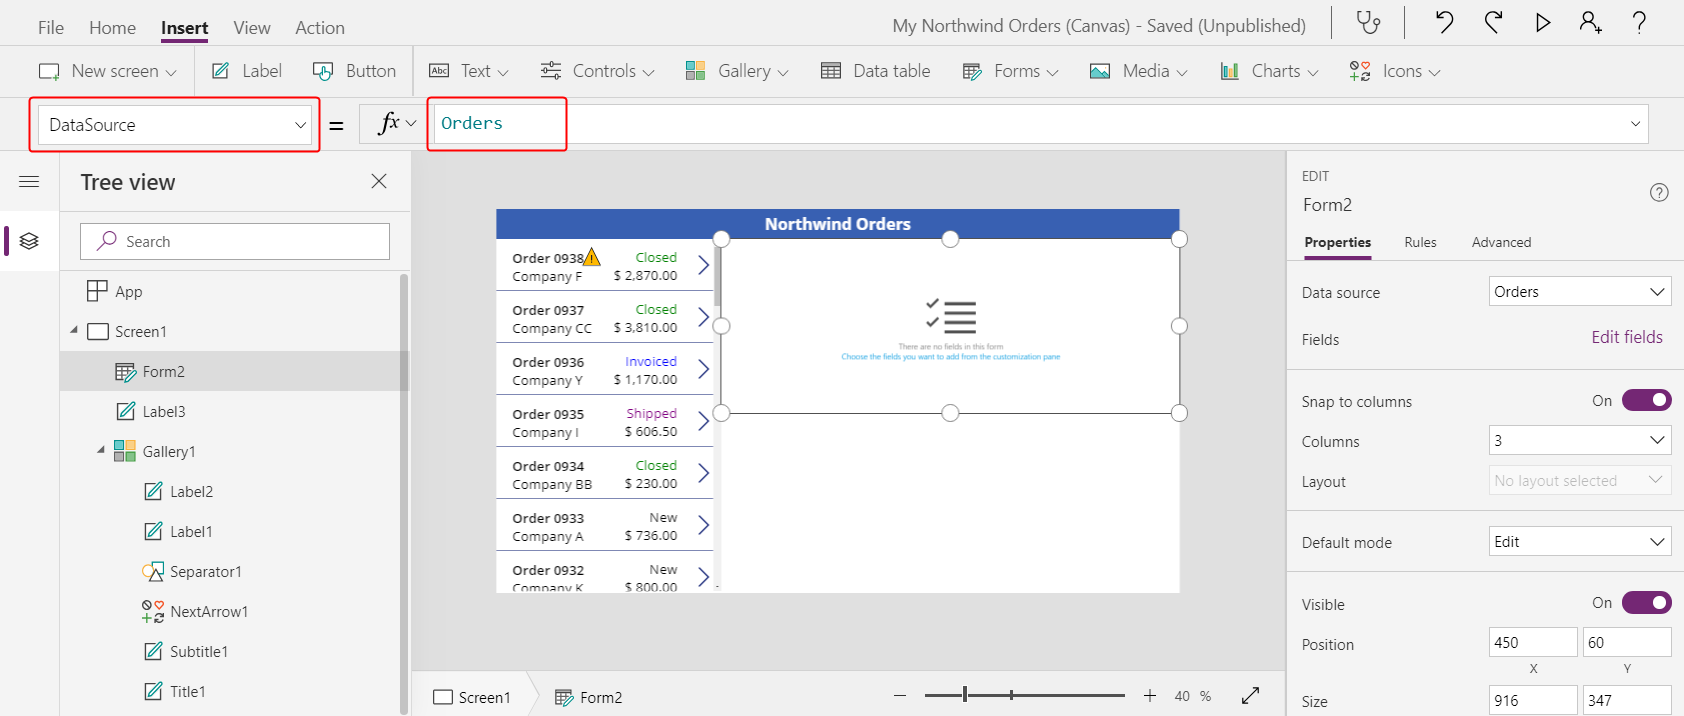 File Home Insert View Action
My Northwind Orders (Canvas) - Saved (Unpublished)
New screen Label Button Abc Text Controls Gallery Data table Forms Media Charts Icons
DataSource = fx Orders
Tree view
Search
App
Screen1
Form2
Label3
Gallery1
Label2
Label1
Separator1
NextArrow1
Subtitle1
Title1
Northwind Orders
Order 0938 Closed
Company F $ 2,870.00
Order 0937 Closed
Company CC $ 3,810.00
Order 0936 Invoiced
Company Y $ 1,170.00
Order 0935 Shipped
Company I $ 606.50
Order 0934 Closed
Company BB $ 230.00
Order 0933 New
Company A $ 736.00
Order 0932 New
Company K $ 800.00
There are no fields in this form
Choose the fields you want to add from the customization pane
Screen1 Form2
40 %
EDIT
Form2
Properties Rules Advanced
Data source Orders
Fields Edit fields
Snap to columns On
Columns 3
Layout No layout selected
Default mode Edit
Visible On
Position 450 60
X Y
Size 916 347